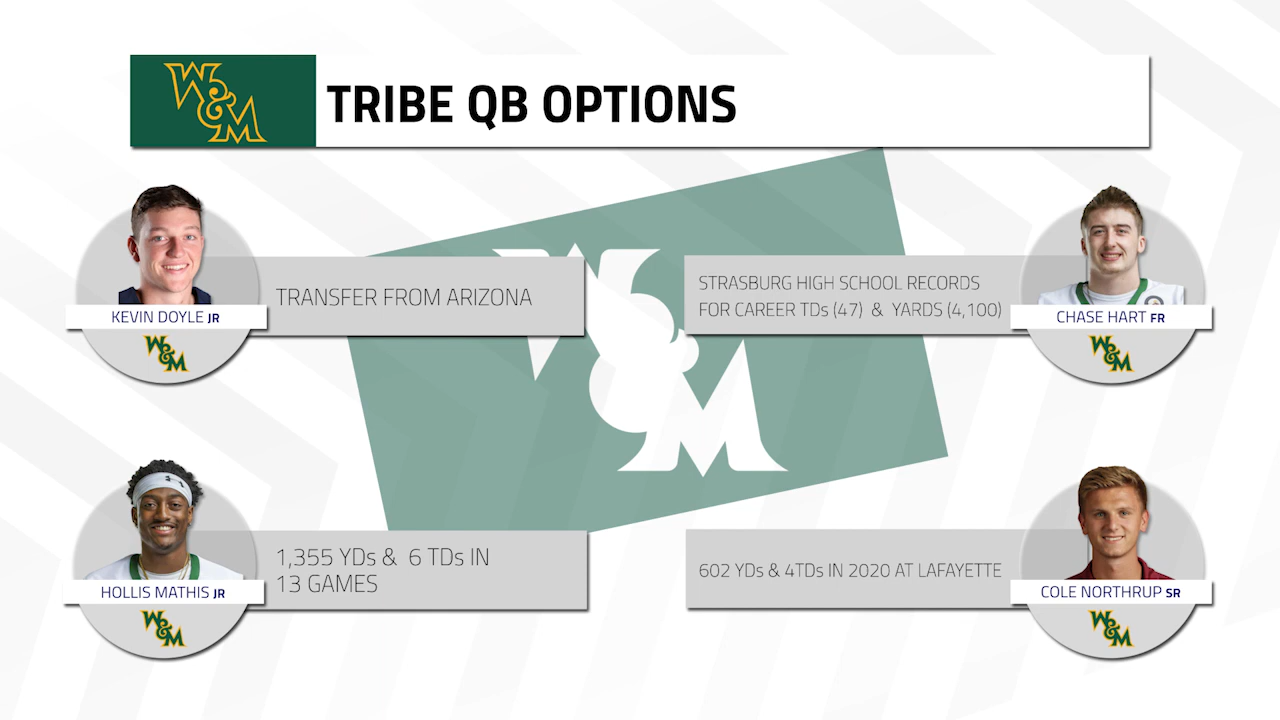 W&M
TRIBE QB OPTIONS
KEVIN DOYLE JR
W&M
TRANSFER FROM ARIZONA
STRASBURG HIGH SCHOOL RECORDS
FOR CAREER TDs (47) & YARDS (4,100)
CHASE HART FR
W&M
W&M
HOLLIS MATHIS JR
W&M
1,355 YDs & 6 TDs IN
13 GAMES
602 YDs & 4TDs IN 2020 AT LAFAYETTE
COLE NORTHRUP SR
W&M